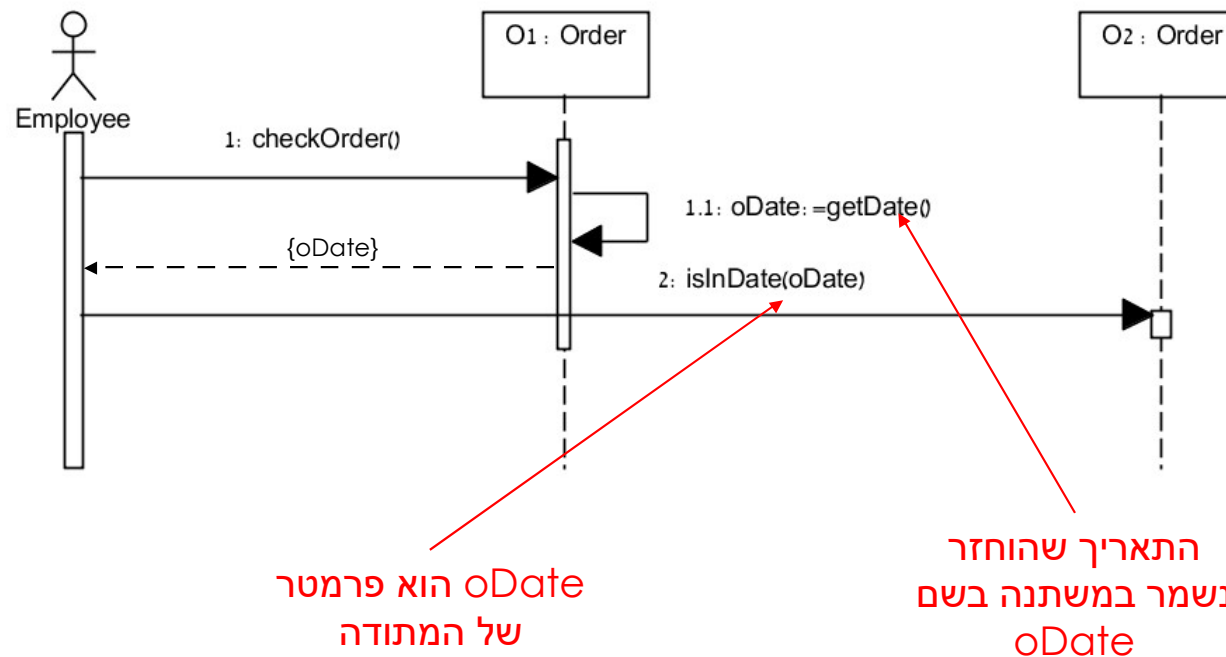 O1 : Order
O2 : Order
Employee
1: checkOrder()
1.1: oDate:=getDate()
{oDate}
2: isInDate(oDate)
oDate הוא פרמטר
של המתודה
התאריך שהוחזר
נשמר במשתנה בשם
oDate